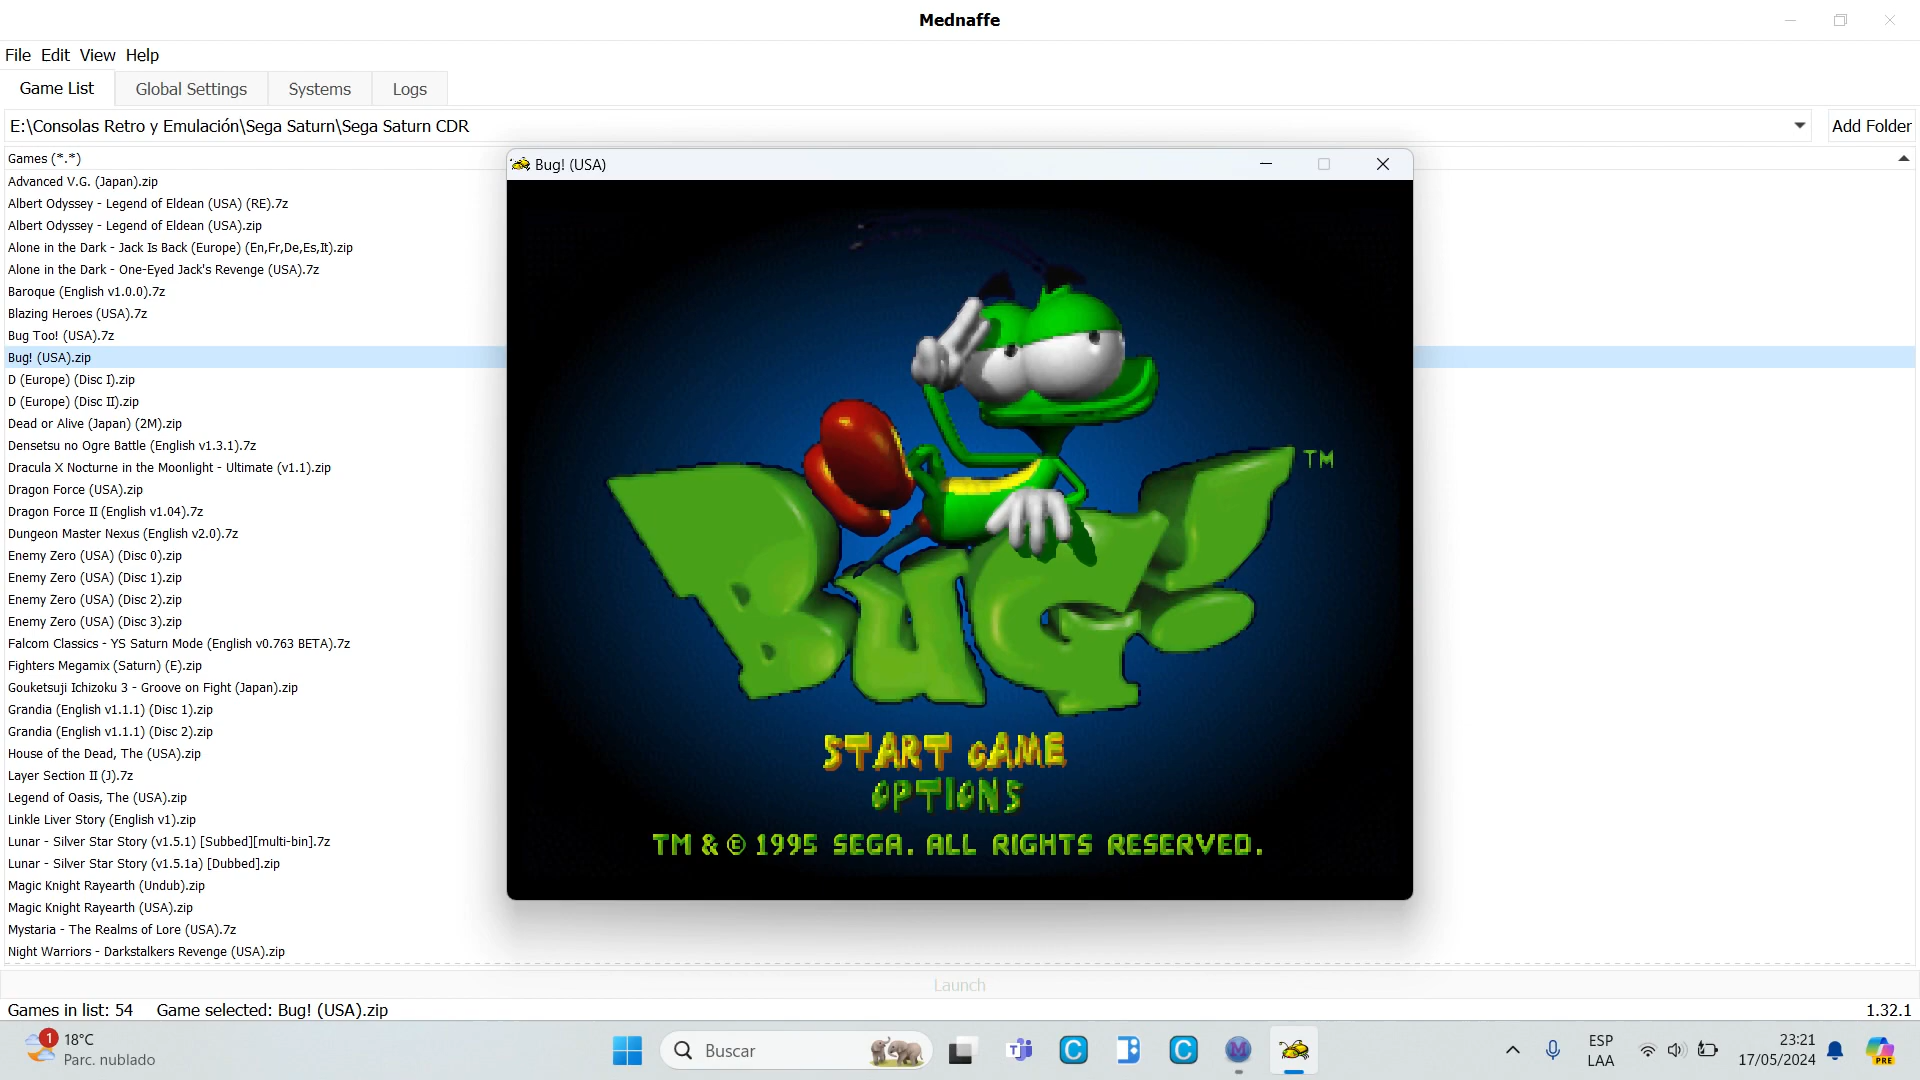 Mednaffe
File Edit View Help
Game List Global Settings Systems Logs
E:\Consolas Retro y Emulación\Sega Saturn\Sega Saturn CDR Add Folder
Games (*.*)
Advanced V.G. (Japan).zip
Albert Odyssey - Legend of Eldean (USA) (RE).7z
Albert Odyssey - Legend of Eldean (USA).zip
Alone in the Dark - Jack Is Back (Europe) (En,Fr,De,Es,It).zip
Alone in the Dark - One-Eyed Jack's Revenge (USA).7z
Baroque (English v1.0.0).7z
Blazing Heroes (USA).7z
Bug Too! (USA).7z
Bug! (USA).zip
D (Europe) (Disc I).zip
D (Europe) (Disc II).zip
Dead or Alive (Japan) (2M).zip
Densetsu no Ogre Battle (English v1.3.1).7z
Dracula X Nocturne in the Moonlight - Ultimate (v1.1).zip
Dragon Force (USA).zip
Dragon Force II (English v1.04).7z
Dungeon Master Nexus (English v2.0).7z
Enemy Zero (USA) (Disc 0).zip
Enemy Zero (USA) (Disc 1).zip
Enemy Zero (USA) (Disc 2).zip
Enemy Zero (USA) (Disc 3).zip
Falcom Classics - YS Saturn Mode (English v0.763 BETA).7z
Fighters Megamix (Saturn) (E).zip
Gouketsuji Ichizoku 3 - Groove on Fight (Japan).zip
Grandia (English v1.1.1) (Disc 1).zip
Grandia (English v1.1.1) (Disc 2).zip
House of the Dead, The (USA).zip
Layer Section II (J).7z
Legend of Oasis, The (USA).zip
Linkle Liver Story (English v1).zip
Lunar - Silver Star Story (v1.5.1) [Subbed][multi-bin].7z
Lunar - Silver Star Story (v1.5.1a) [Dubbed].zip
Magic Knight Rayearth (Undub).zip
Magic Knight Rayearth (USA).zip
Mystaria - The Realms of Lore (USA).7z
Night Warriors - Darkstalkers Revenge (USA).zip
Bug! (USA)
BUG! TM
START GAME
OPTIONS
TM & © 1995 SEGA. ALL RIGHTS RESERVED.
Launch
Games in list: 54 Game selected: Bug! (USA).zip 1.32.1
1
18°C
Parc. nublado
Buscar
ESP
LAA
23:21
17/05/2024
PRE